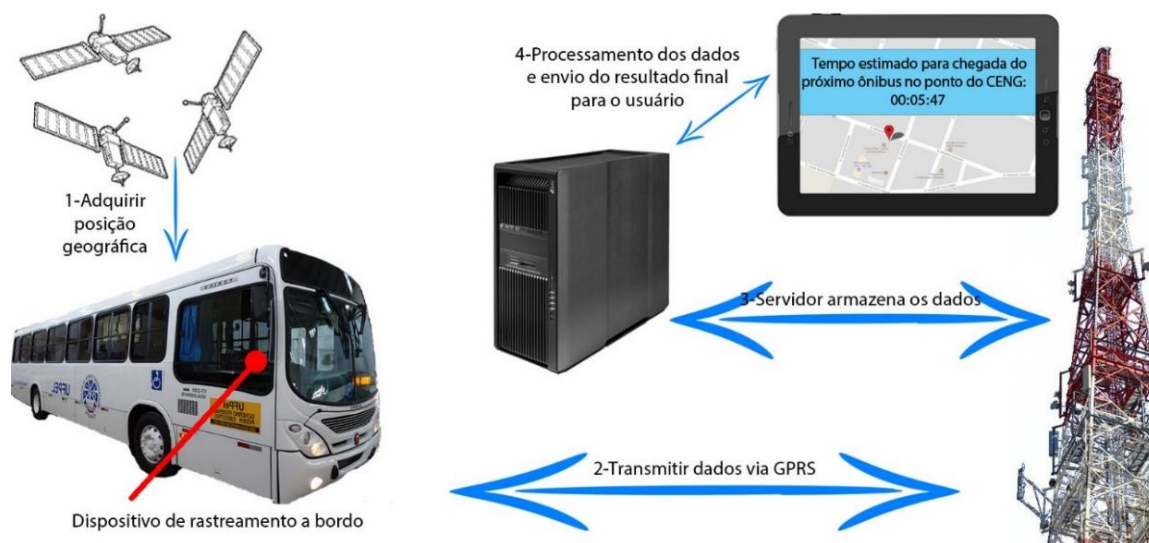 1-Adquirir
posição
geográfica
4-Processamento dos dados
e envio do resultado final
para o usuário
Tempo estimado para chegada do
próximo ônibus no ponto do CENG:
00:05:47
3-Servidor armazena os dados
2-Transmitir dados via GPRS
UFPEL
UFPEL
Dispositivo de rastreamento a bordo